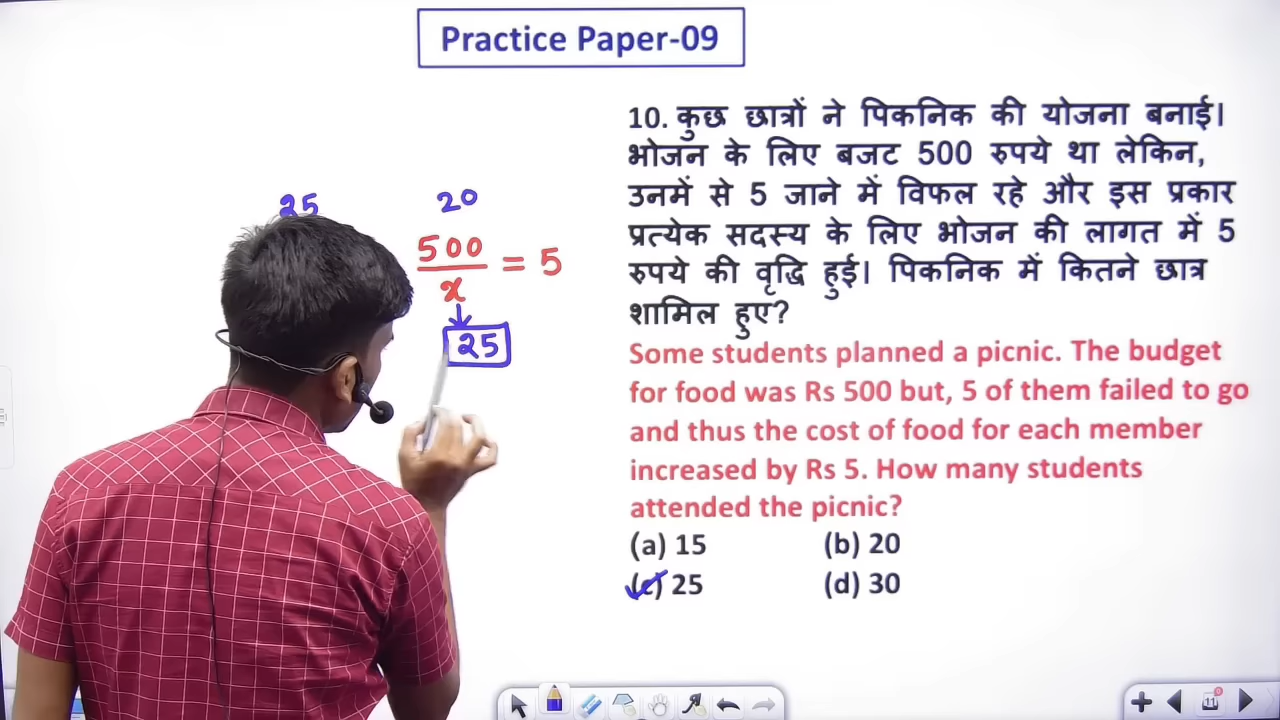 Practice Paper-09
10. कुछ छात्रों ने पिकनिक की योजना बनाई।
भोजन के लिए बजट 500 रुपये था लेकिन,
उनमें से 5 जाने में विफल रहे और इस प्रकार
प्रत्येक सदस्य के लिए भोजन की लागत में 5
रुपये की वृद्धि हुई। पिकनिक में कितने छात्र
शामिल हुए?
Some students planned a picnic. The budget
for food was Rs 500 but, 5 of them failed to go
and thus the cost of food for each member
increased by Rs 5. How many students
attended the picnic?
(a) 15 (b) 20
(c) 25 (d) 30
25 20
500
x
= 5
25
11